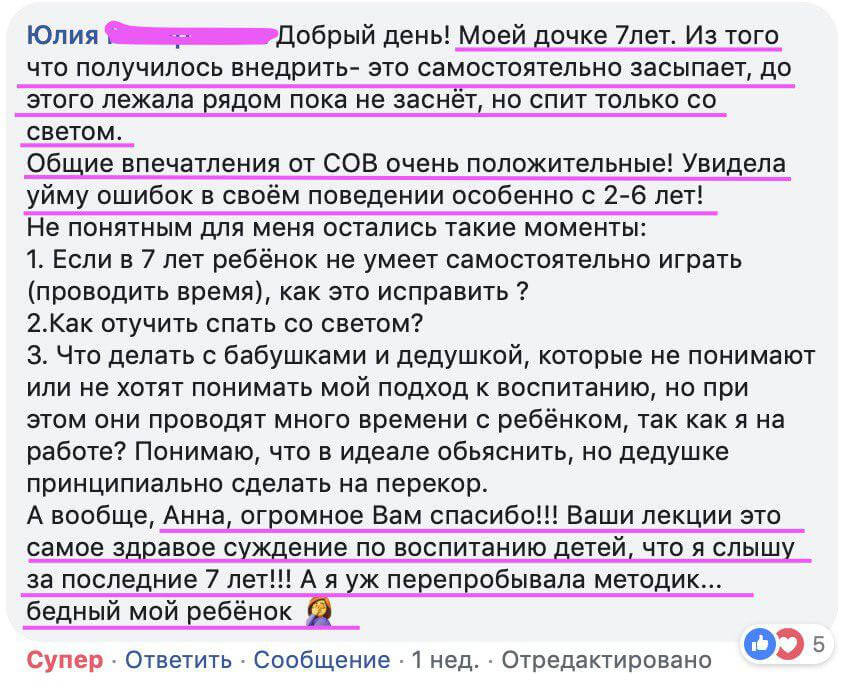 Юлия Добрый день! Моей дочке 7лет. Из того
что получилось внедрить- это самостоятельно засыпает, до
этого лежала рядом пока не заснёт, но спит только со
светом.
Общие впечатления от СОВ очень положительные! Увидела
уйму ошибок в своём поведении особенно с 2-6 лет!
Не понятным для меня остались такие моменты:
1. Если в 7 лет ребёнок не умеет самостоятельно играть
(проводить время), как это исправить ?
2.Как отучить спать со светом?
3. Что делать с бабушками и дедушкой, которые не понимают
или не хотят понимать мой подход к воспитанию, но при
этом они проводят много времени с ребёнком, так как я на
работе? Понимаю, что в идеале обьяснить, но дедушке
принципиально сделать на перекор.
А вообще, Анна, огромное Вам спасибо!!! Ваши лекции это
самое здравое суждение по воспитанию детей, что я слышу
за последние 7 лет!!! А я уж перепробывала методик...
бедный мой ребёнок 🤦‍♀️
5
Супер · Ответить · Сообщение · 1 нед. · Отредактировано